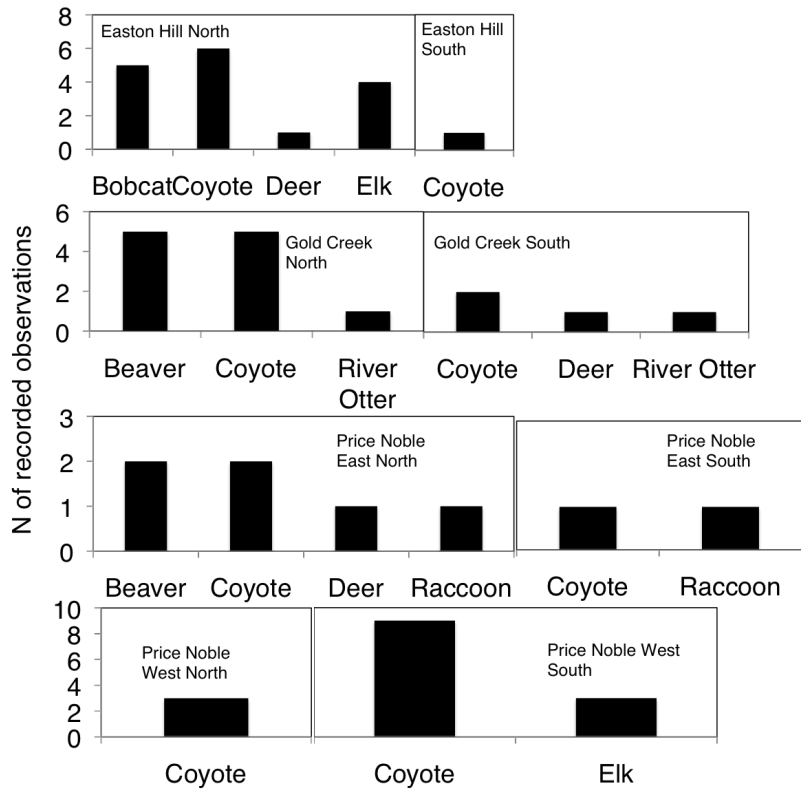 N of recorded observations
8
6
4
2
0
Easton Hill North
Easton Hill
South
Bobcat Coyote Deer Elk Coyote
6
4
2
0
Gold Creek
North
Gold Creek South
Beaver Coyote River
Otter
Coyote Deer River Otter
3
2
1
0
Price Noble
East North
Price Noble
East South
Beaver Coyote Deer Raccoon Coyote Raccoon
10
8
6
4
2
0
Price Noble
West North
Price Noble West
South
Coyote Coyote Elk